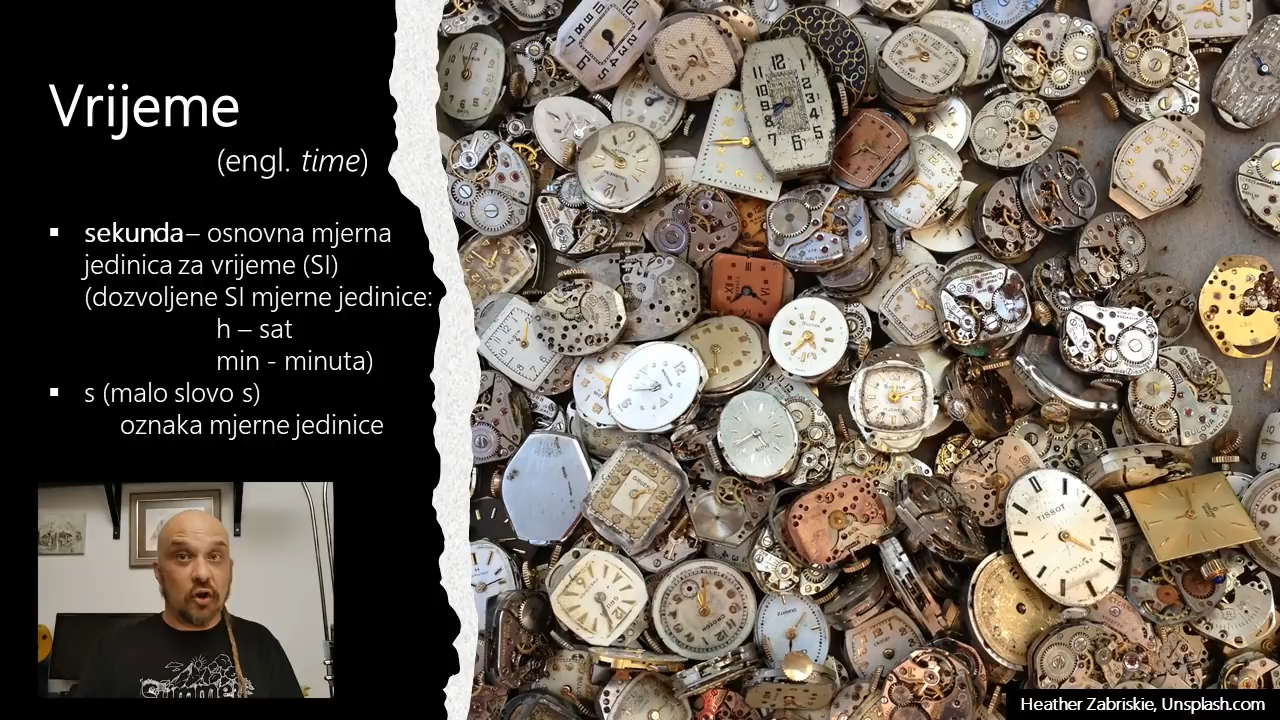 Vrijeme
(engl. time)
▪ sekunda – osnovna mjerna
jedinica za vrijeme (SI)
(dozvoljene SI mjerne jedinice:
h – sat
min - minuta)
▪ s (malo slovo s)
oznaka mjerne jedinice
TISSOT
Heather Zabriskie, Unsplash.com